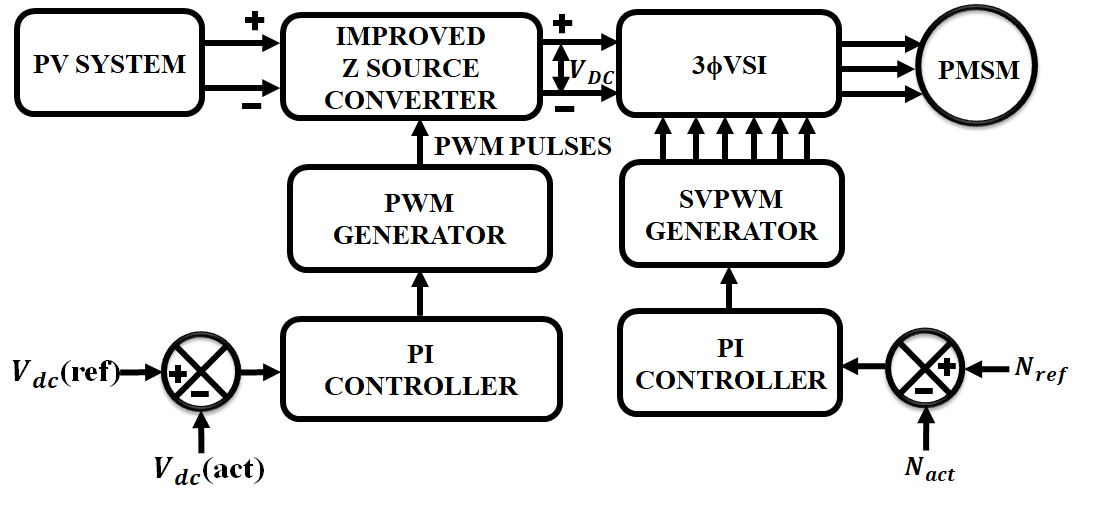 PV SYSTEM
+
−
IMPROVED
Z SOURCE
CONVERTER
+
V_DC
−
3ϕVSI
PMSM
PWM PULSES
PWM
GENERATOR
SVPWM
GENERATOR
V_dc(ref)
+
−
V_dc(act)
PI
CONTROLLER
PI
CONTROLLER
+
−
N_ref
N_act